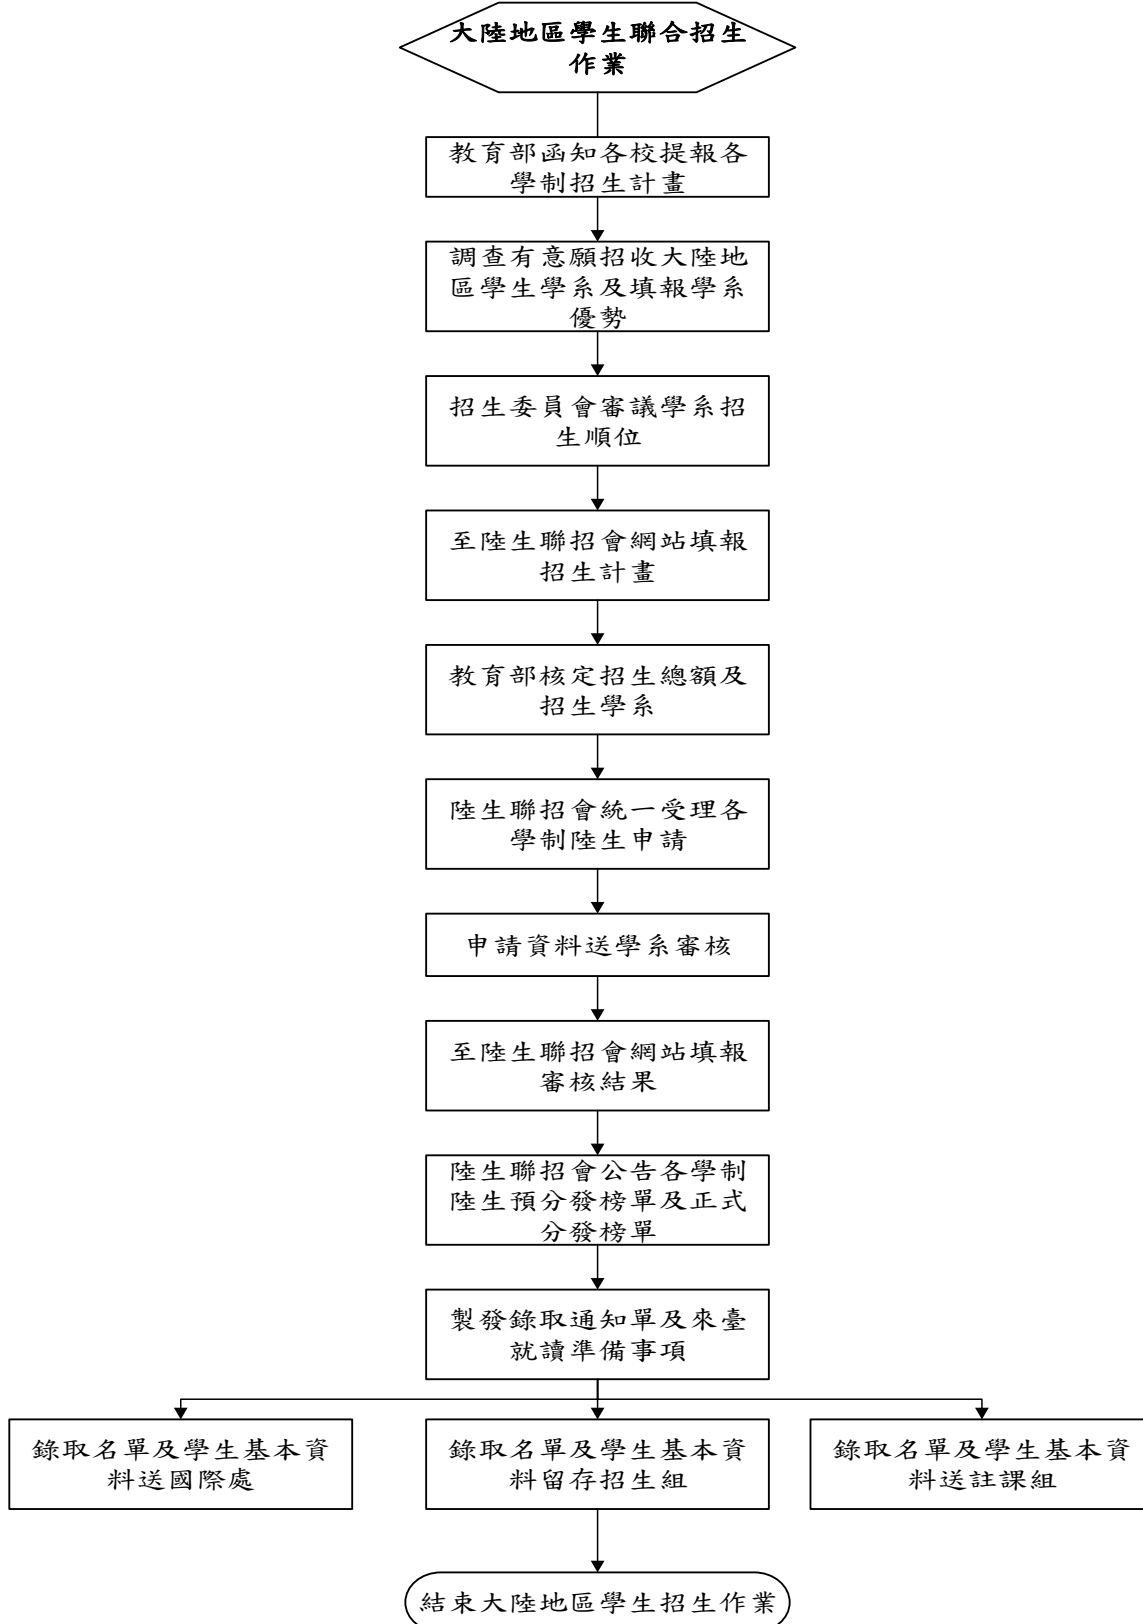 大陸地區學生聯合招生
作業
教育部函知各校提報各
學制招生計畫
調查有意願招收大陸地
區學生學系及填報學系
優勢
招生委員會審議學系招
生順位
至陸生聯招會網站填報
招生計畫
教育部核定招生總額及
招生學系
陸生聯招會統一受理各
學制陸生申請
申請資料送學系審核
至陸生聯招會網站填報
審核結果
陸生聯招會公告各學制
陸生預分發榜單及正式
分發榜單
製發錄取通知單及來臺
就讀準備事項
錄取名單及學生基本資
料送國際處
錄取名單及學生基本資
料留存招生組
錄取名單及學生基本資
料送註課組
結束大陸地區學生招生作業